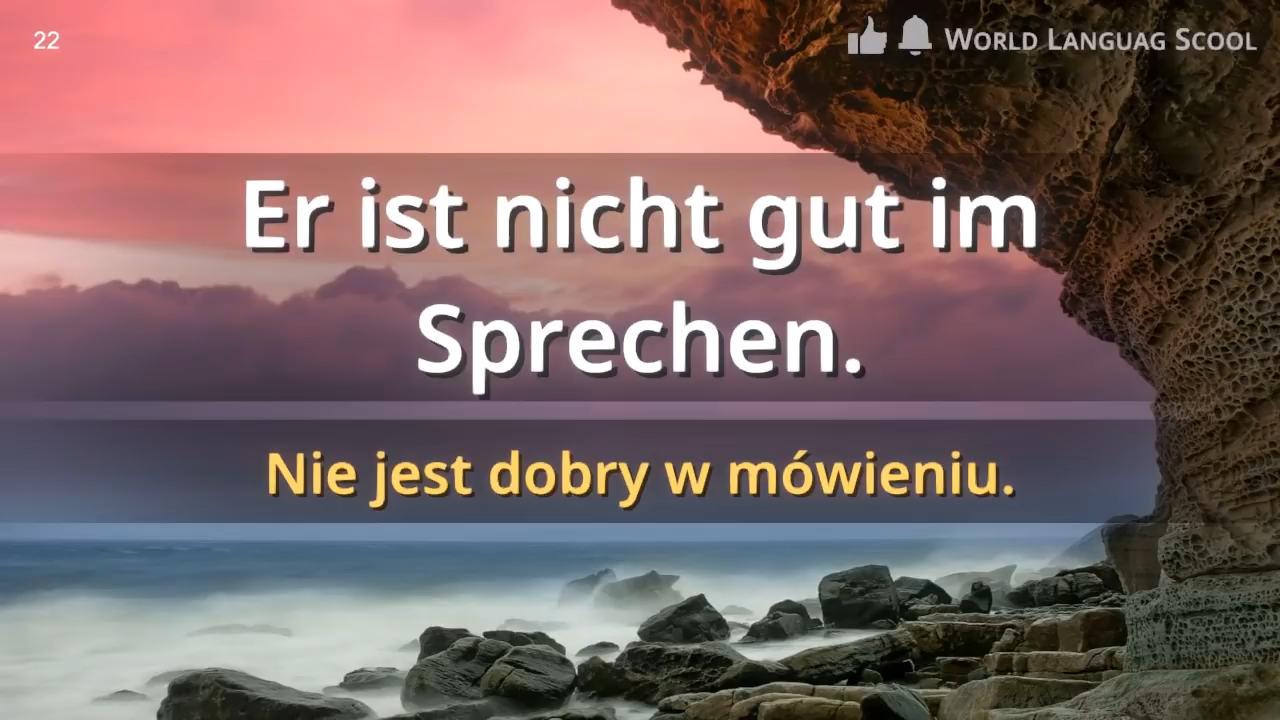 22
WORLD LANGUAG SCOOL
Er ist nicht gut im
Sprechen.
Nie jest dobry w mówieniu.